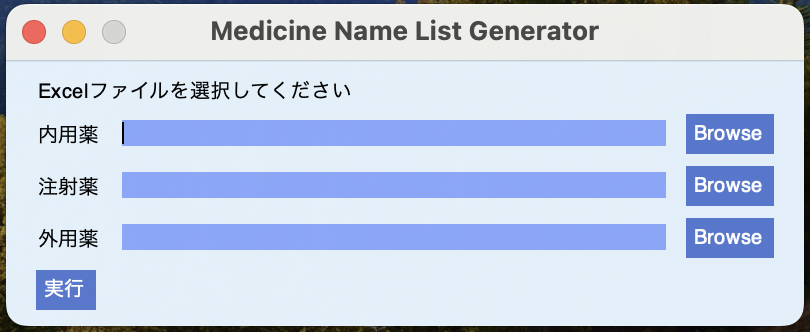 Medicine Name List Generator
Excelファイルを選択してください
内用薬 Browse
注射薬 Browse
外用薬 Browse
実行